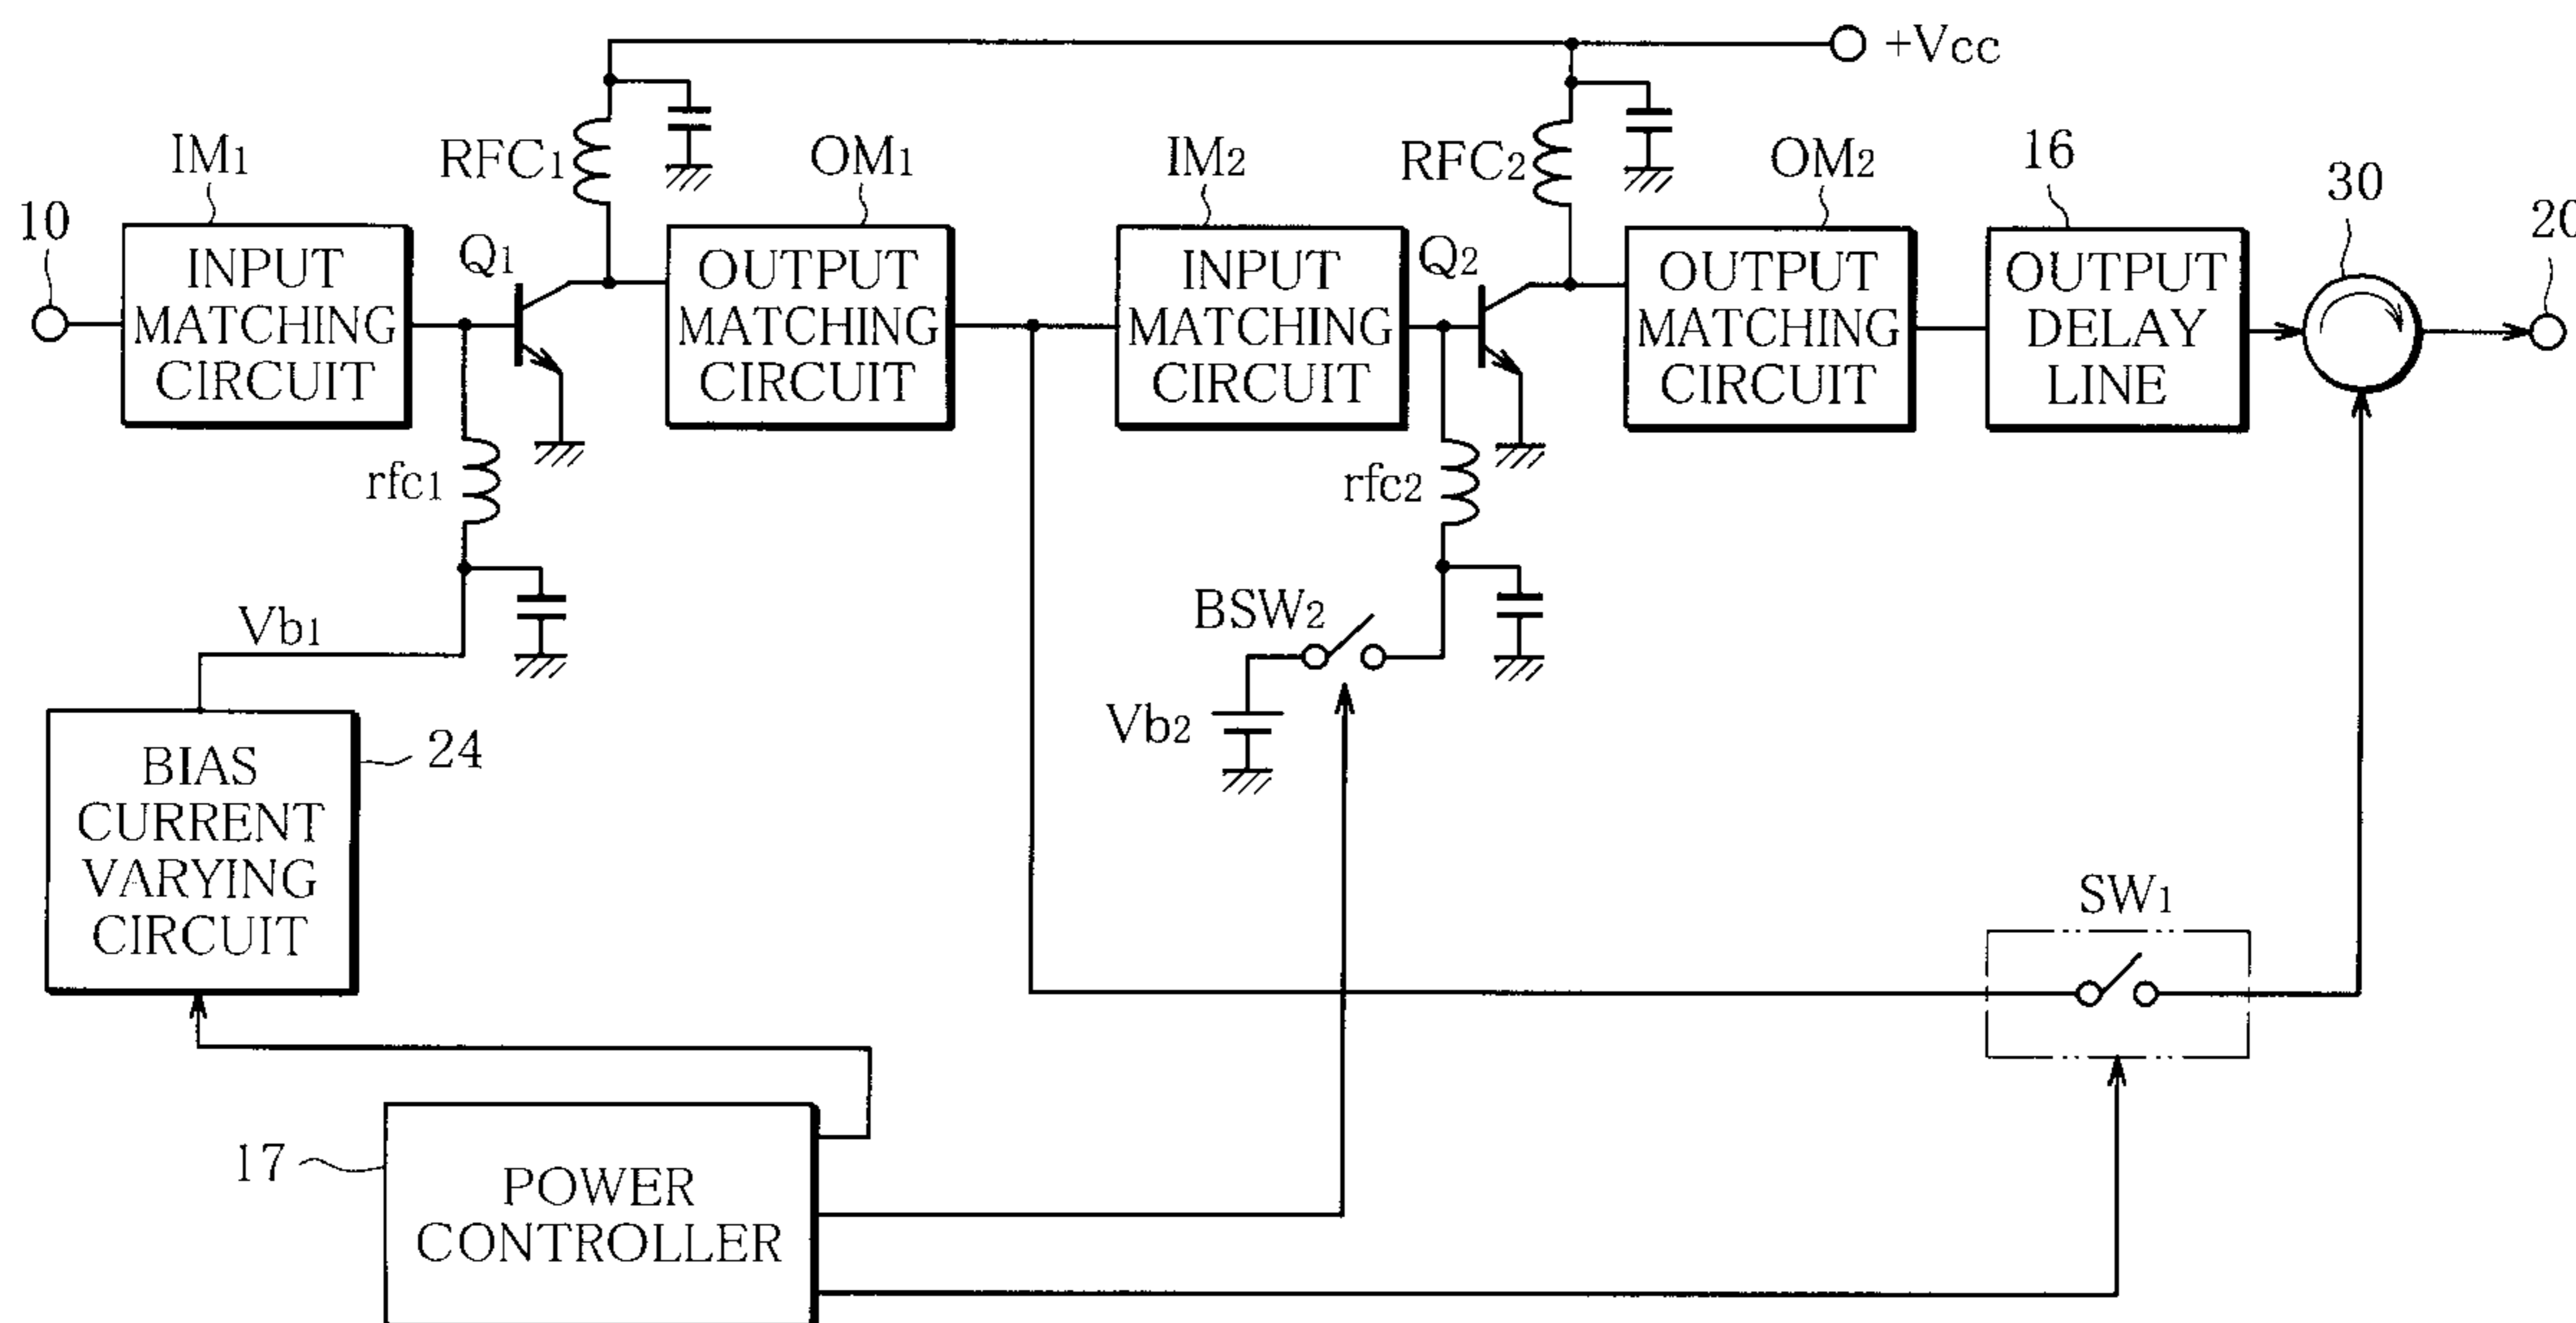 +Vcc
IM1
RFC1
OM1
IM2
RFC2
OM2
16
30
10
20
INPUT
MATCHING
CIRCUIT
Q1
OUTPUT
MATCHING
CIRCUIT
INPUT
MATCHING
CIRCUIT
Q2
OUTPUT
MATCHING
CIRCUIT
OUTPUT
DELAY
LINE
rfc1
rfc2
Vb1
BSW2
Vb2
BIAS
CURRENT
VARYING
CIRCUIT
24
SW1
17
POWER
CONTROLLER